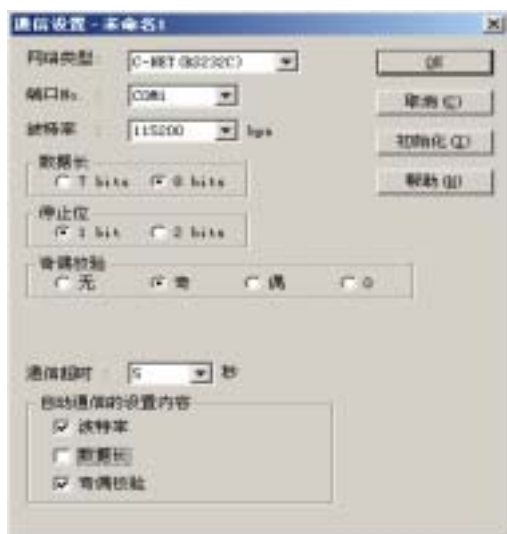 通信设置 - 未命名1
网络类型: C-NET(RS232C) OK
端口No. : COM1 取消(C)
波特率 : 115200 bps 初始化(I)
数据长 帮助(H)
7 bits 8 bits
停止位
1 bit 2 bits
奇偶校验
无 奇 偶 0
通信超时 : 5 秒
自动通信的设置内容
波特率
数据长
奇偶校验